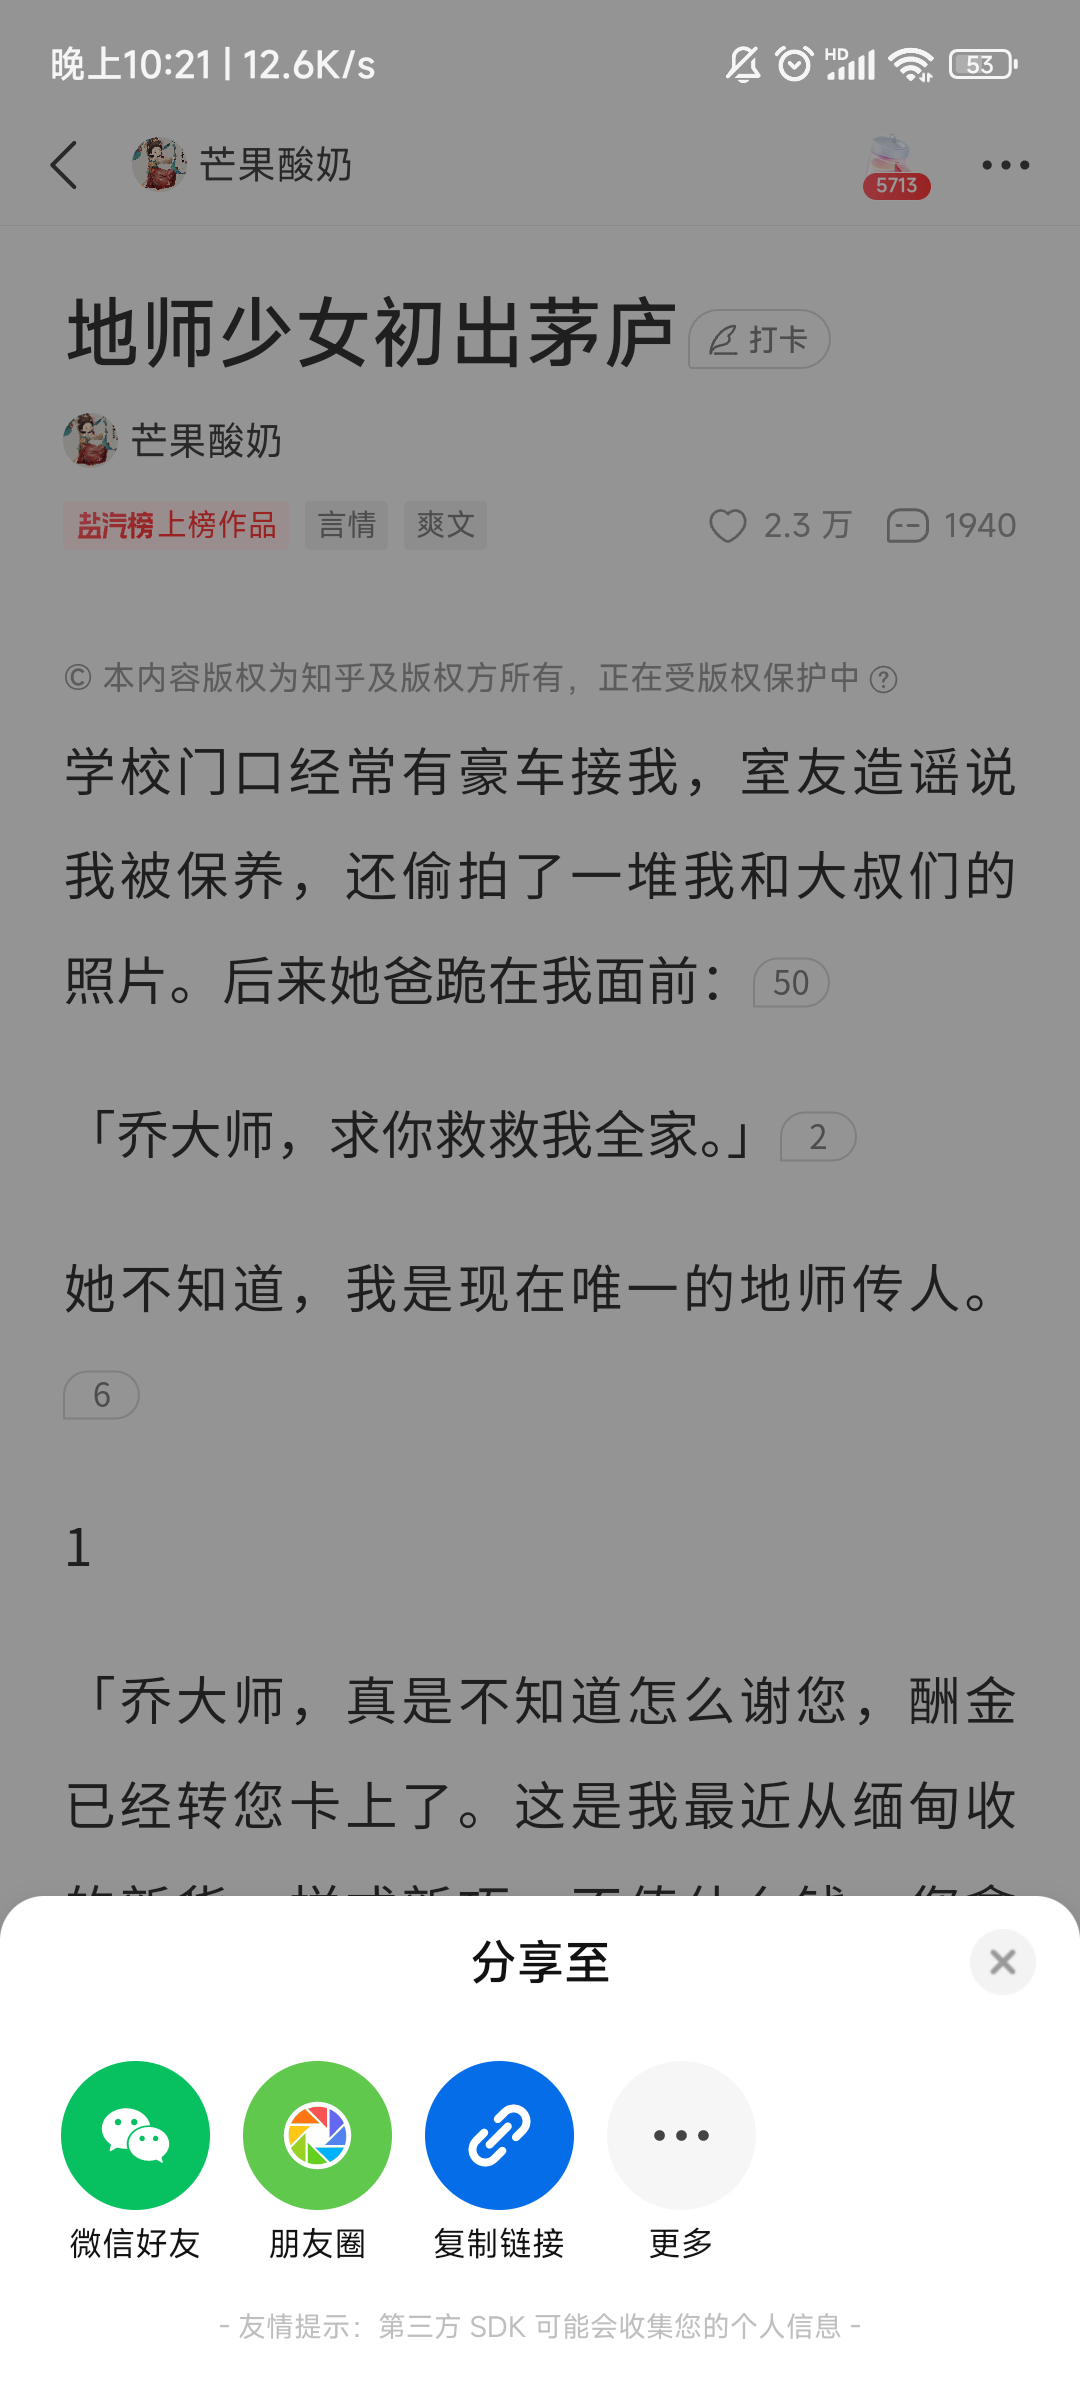 晚上10:21 | 12.6K/s
HD
53
芒果酸奶
5713
地师少女初出茅庐
打卡
芒果酸奶
盐汽榜上榜作品 言情 爽文
2.3 万 1940
© 本内容版权为知乎及版权方所有，正在受版权保护中
学校门口经常有豪车接我，室友造谣说
我被保养，还偷拍了一堆我和大叔们的
照片。后来她爸跪在我面前： 50
「乔大师，求你救救我全家。」 2
她不知道，我是现在唯一的地师传人。
6
1
「乔大师，真是不知道怎么谢您，酬金
已经转您卡上了。这是我最近从缅甸收
分享至
微信好友 朋友圈 复制链接 更多
- 友情提示：第三方 SDK 可能会收集您的个人信息 -